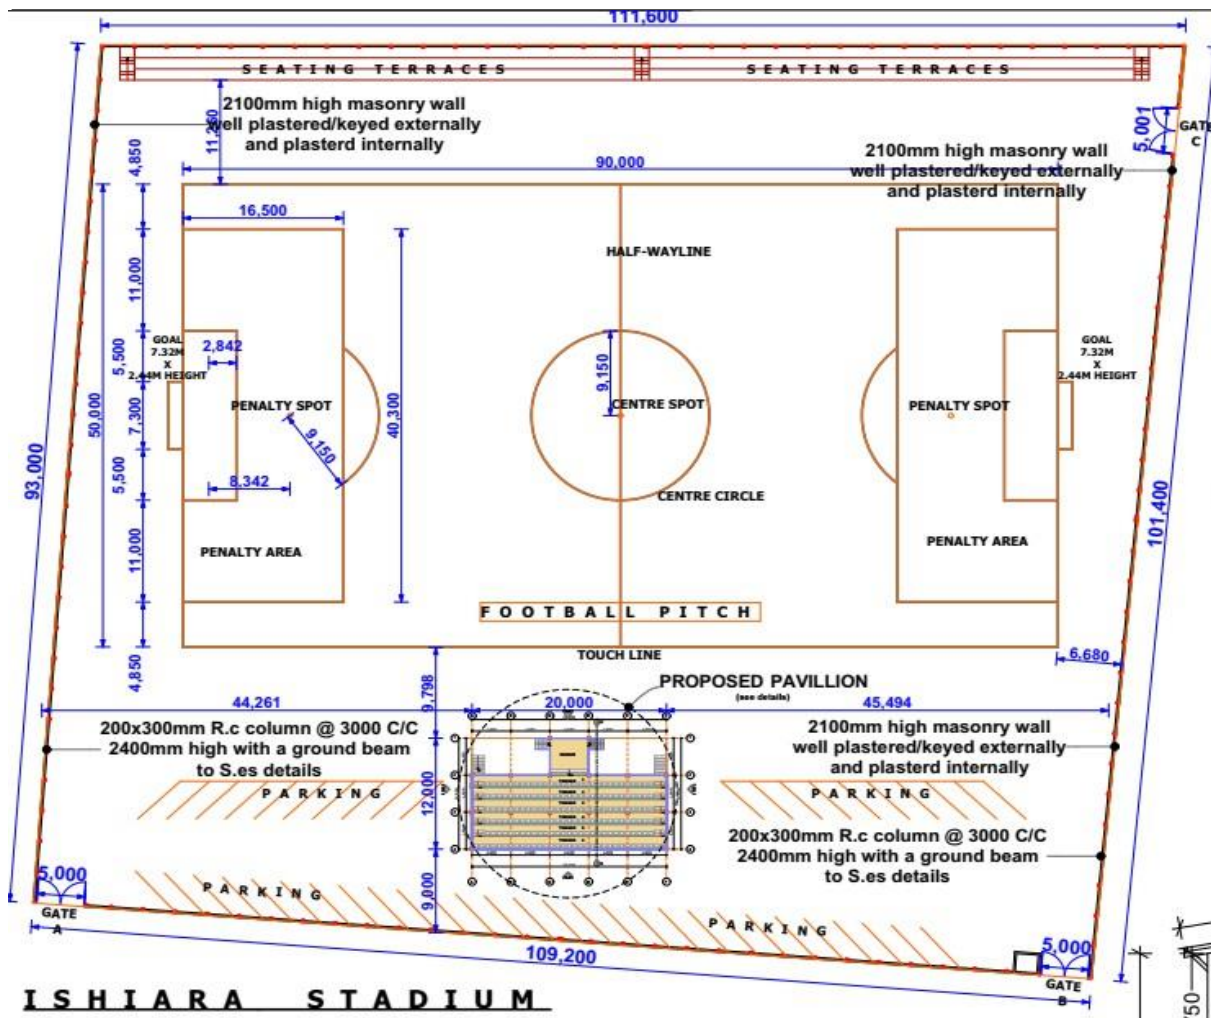 111,600
SEATING TERRACES
SEATING TERRACES
2100mm high masonry wall
well plastered/keyed externally
and plasterd internally
11,250
4,850
5,001
GATE
C
2100mm high masonry wall
well plastered/keyed externally
and plasterd internally
90,000
16,500
HALF-WAYLINE
11,000
GOAL
7.32M
X
2.44M HEIGHT
2,842
5,500
9,150
GOAL
7.32M
X
2.44M HEIGHT
PENALTY SPOT
CENTRE SPOT
PENALTY SPOT
50,000
7,300
40,300
9,150
93,000
5,500
8,342
CENTRE CIRCLE
101,400
PENALTY AREA
PENALTY AREA
11,000
FOOTBALL PITCH
TOUCH LINE
4,850
6,680
PROPOSED PAVILLION
(see details)
9,798
44,261
20,000
45,494
200x300mm R.c column @ 3000 C/C
2400mm high with a ground beam
to S.es details
2100mm high masonry wall
well plastered/keyed externally
and plasterd internally
PARKING
12,000
PARKING
200x300mm R.c column @ 3000 C/C
2400mm high with a ground beam
to S.es details
5,000
GATE
A
PARKING
9,000
PARKING
109,200
5,000
GATE
B
ISHIARA STADIUM